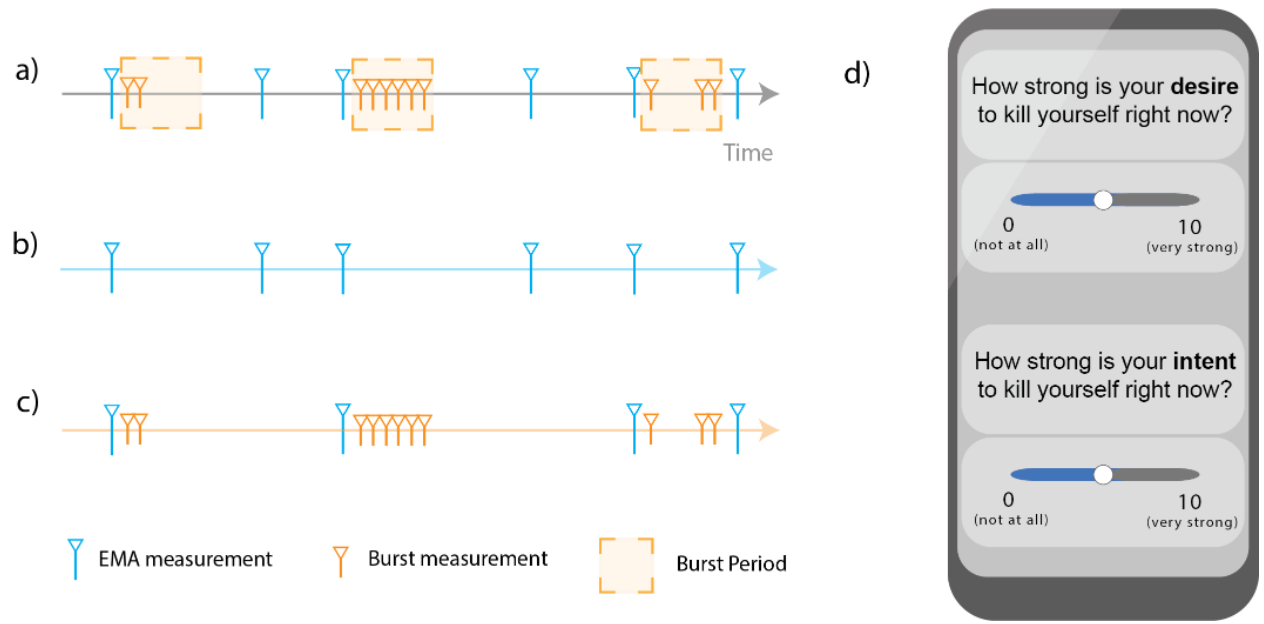 a)
Time
b)
c)
EMA measurement
Burst measurement
Burst Period
d)
How strong is your desire
to kill yourself right now?
0
10
(not at all)
(very strong)
How strong is your intent
to kill yourself right now?
0
10
(not at all)
(very strong)